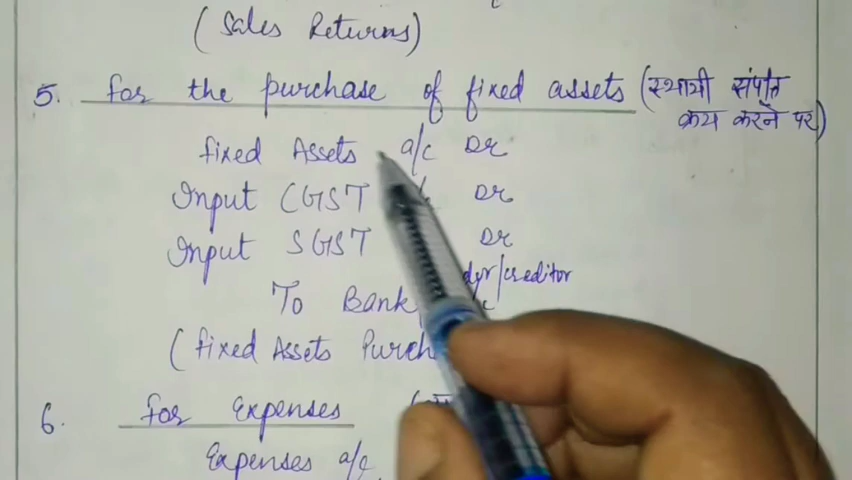 (Sales Returns)
5. For the purchase of fixed assets (स्थायी संपत्ति
क्रय करने पर)
Fixed Assets a/c Dr
Input CGST Dr
Input SGST Dr
/creditor
To Bank
(Fixed Assets
6. For Expenses
Expenses a/c